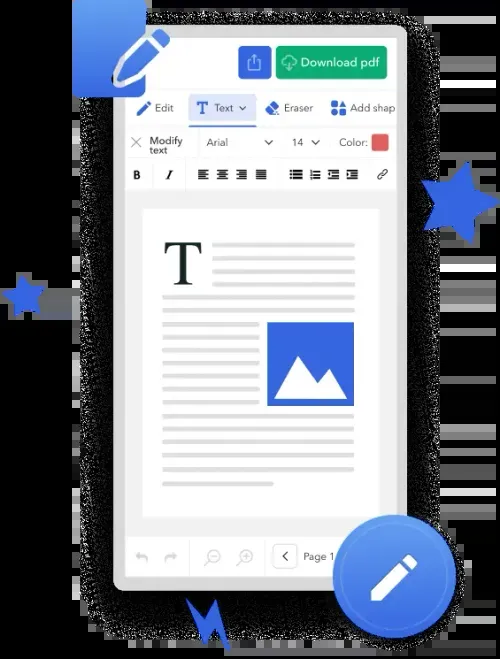 Download pdf
Edit
Text
Eraser
Add shap
Modify
text
Arial
14
Color:
B
I
T
Page 1